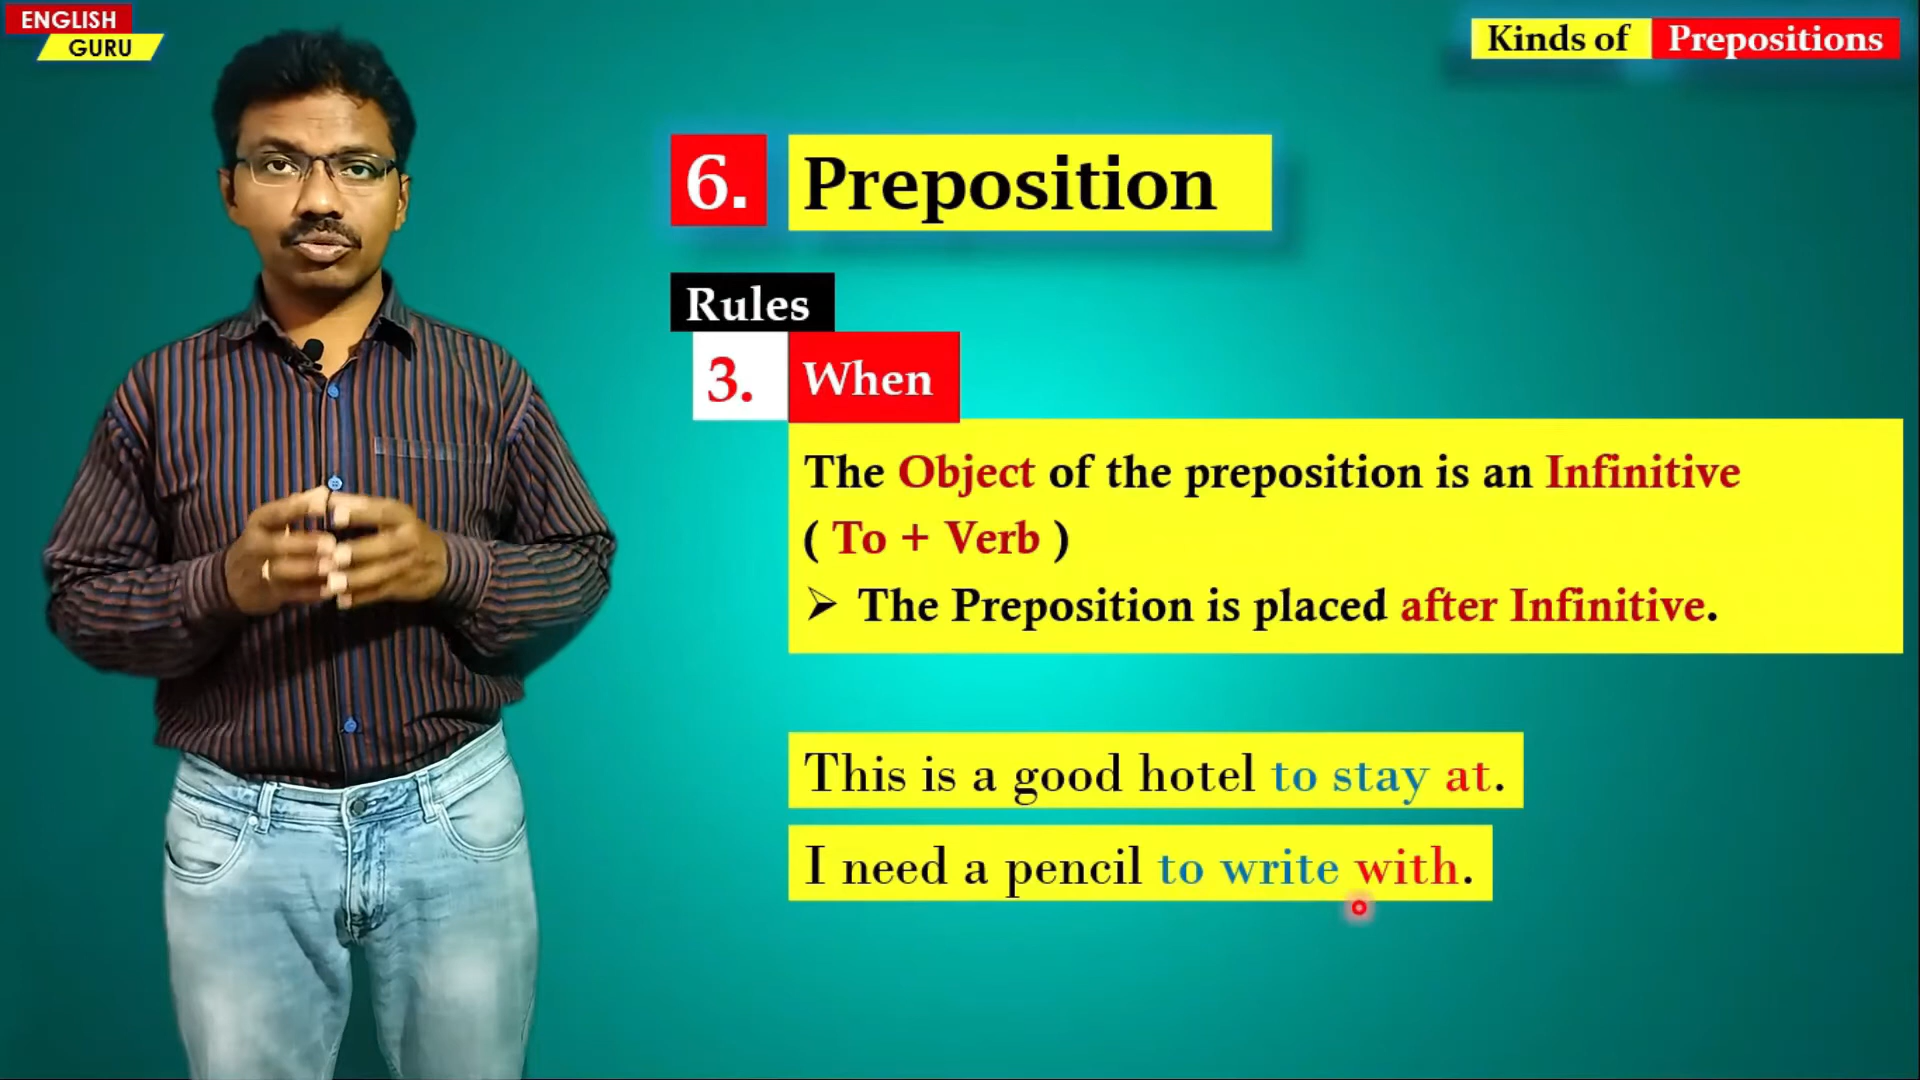 ENGLISH
GURU
Kinds of Prepositions
6. Preposition
Rules
3. When
The Object of the preposition is an Infinitive
( To + Verb )
➢ The Preposition is placed after Infinitive.
This is a good hotel to stay at.
I need a pencil to write with.